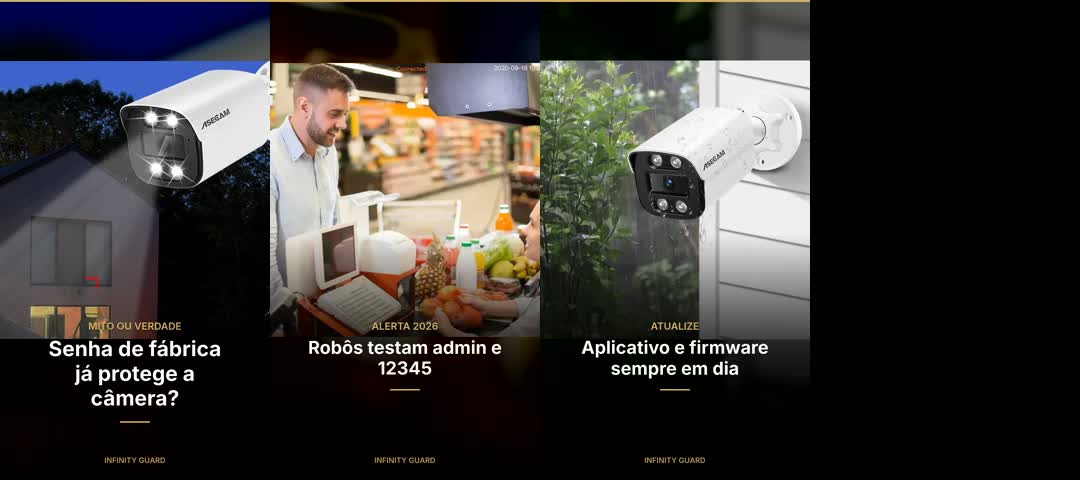 ASECAM
MITO OU VERDADE
Senha de fábrica
já protege a
câmera?
INFINITY GUARD
Connected
ALERTA 2026
Robôs testam admin e
12345
INFINITY GUARD
ASECAM
ATUALIZE
Aplicativo e firmware
sempre em dia
INFINITY GUARD